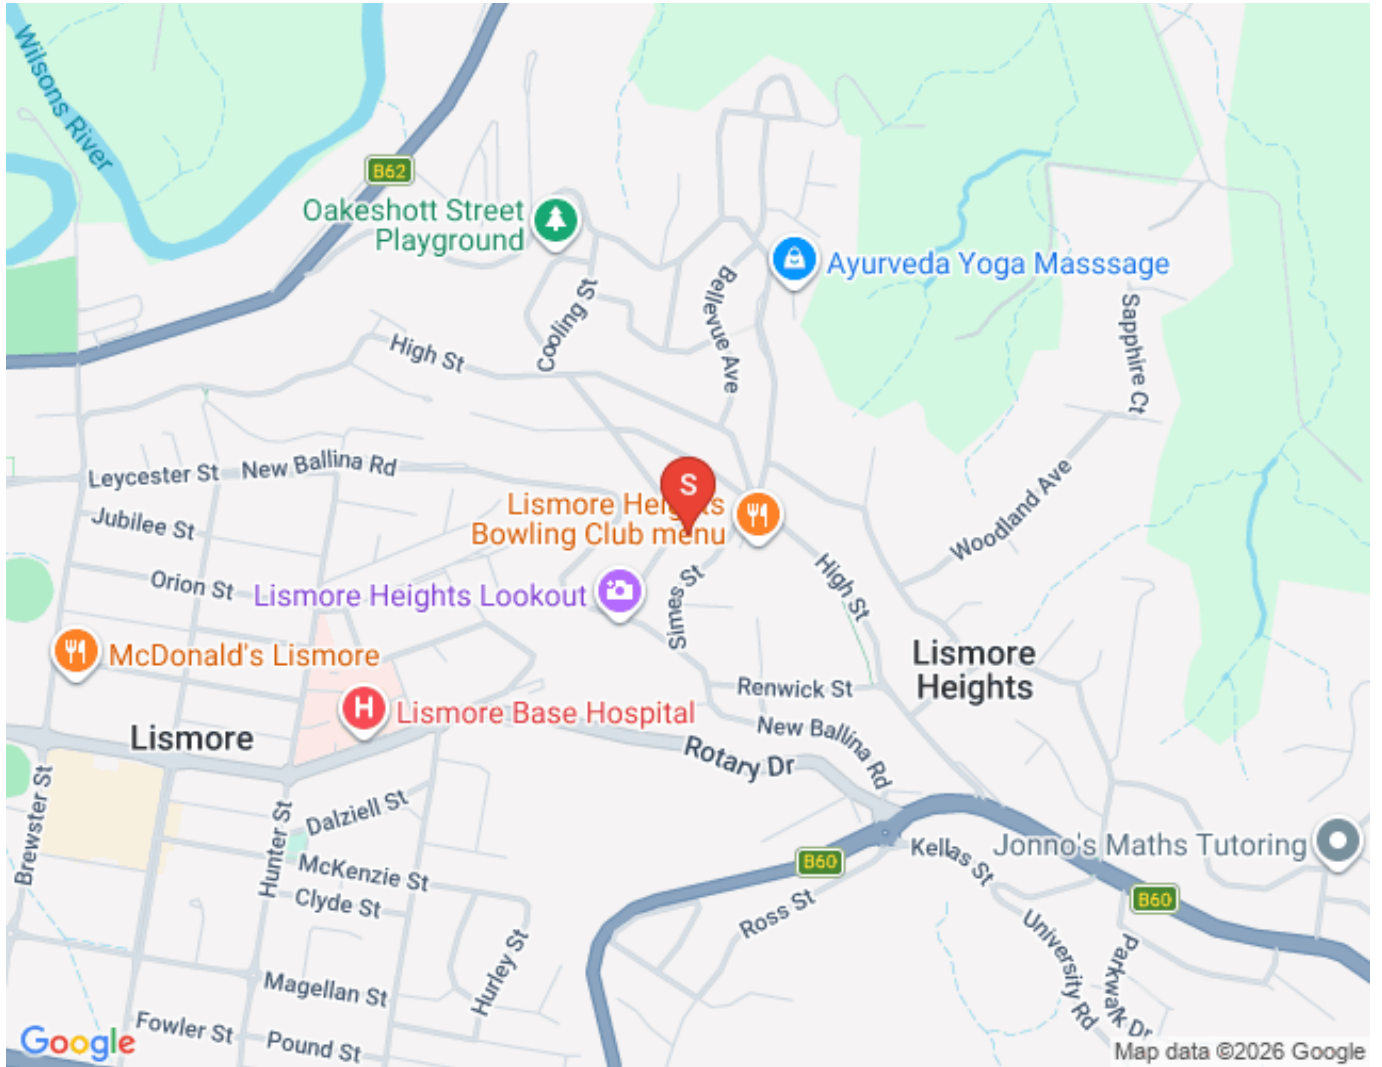 Wilsons River
B62
Oakeshott Street
Playground
Ayurveda Yoga Masssage
Bellevue Ave
Cooling St
Sapphire Ct
High St
Leycester St
New Ballina Rd
S
Woodland Ave
Lismore Heights
Bowling Club menu
Jubilee St
Orion St
Lismore Heights Lookout
Simes St
High St
McDonald's Lismore
Lismore
Heights
Renwick St
H
Lismore Base Hospital
New Ballina Rd
Lismore
Rotary Dr
Brewster St
Hunter St
Dalziell St
Kellas St
Jonno's Maths Tutoring
B60
McKenzie St
Clyde St
B60
Ross St
University Rd
Parkwalk Dr
Hurley St
Magellan St
Fowler St
Pound St
Google
Map data ©2026 Google